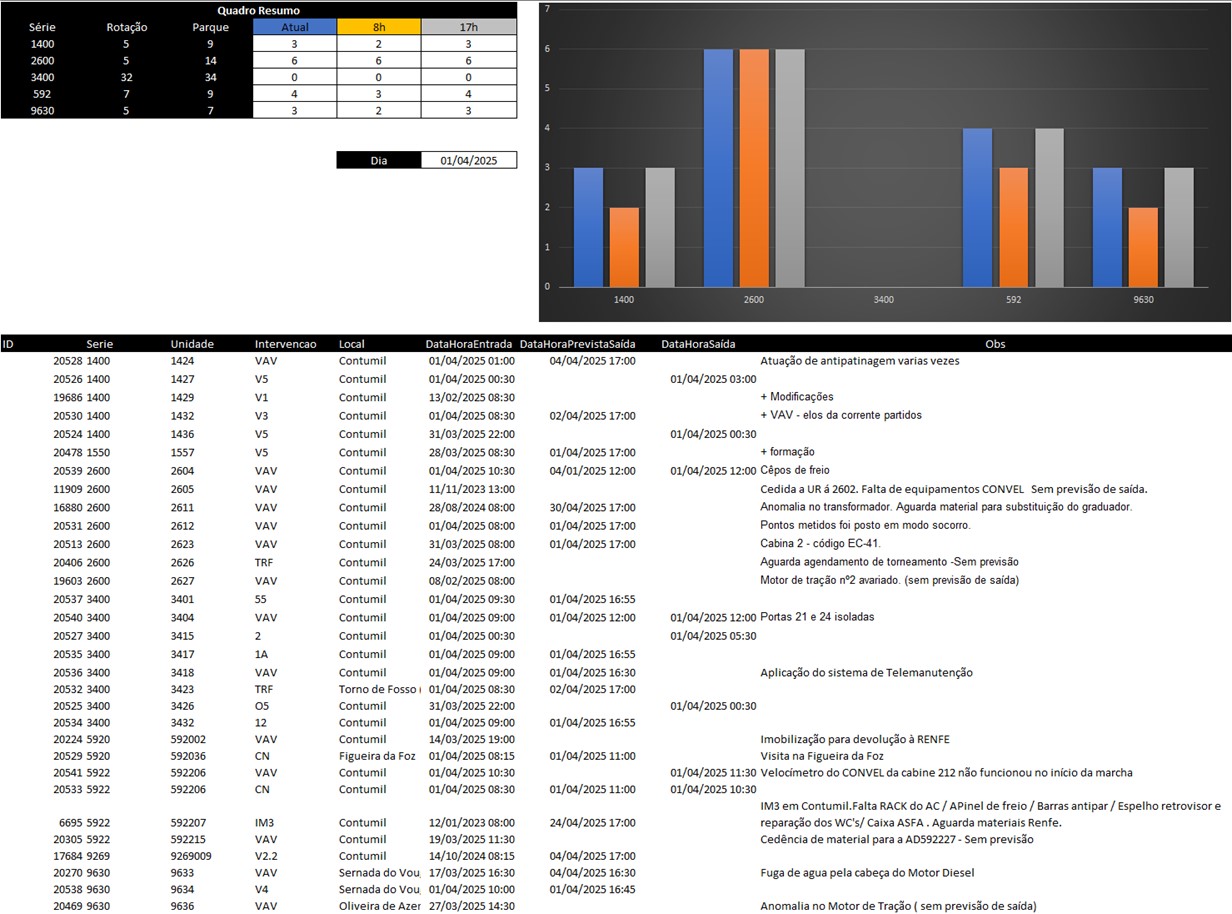 Quadro Resumo
Série Rotação Parque Atual 8h 17h
1400 5 9 3 2 3
2600 5 14 6 6 6
3400 32 34 0 0 0
592 7 9 4 3 4
9630 5 7 3 2 3
Dia 01/04/2025
7
6
5
4
3
2
1
0
1400 2600 3400 592 9630
ID Serie Unidade Intervencao Local DataHoraEntrada DataHoraPrevistaSaída DataHoraSaída Obs
20528 1400 1424 VAV Contumil 01/04/2025 01:00 04/04/2025 17:00 Atuação de antipatinagem varias vezes
20526 1400 1427 V5 Contumil 01/04/2025 00:30 01/04/2025 03:00
19686 1400 1429 V1 Contumil 13/02/2025 08:30 + Modificações
20530 1400 1432 V3 Contumil 01/04/2025 08:30 02/04/2025 17:00 + VAV - elos da corrente partidos
20524 1400 1436 V5 Contumil 31/03/2025 22:00 01/04/2025 00:30
20478 1550 1557 V5 Contumil 28/03/2025 08:30 01/04/2025 17:00 + formação
20539 2600 2604 VAV Contumil 01/04/2025 10:30 04/01/2025 12:00 01/04/2025 12:00 Cêpos de freio
11909 2600 2605 VAV Contumil 11/11/2023 13:00 Cedida a UR á 2602. Falta de equipamentos CONVEL Sem previsão de saída.
16880 2600 2611 VAV Contumil 28/08/2024 08:00 30/04/2025 17:00 Anomalia no transformador. Aguarda material para substituição do graduador.
20531 2600 2612 VAV Contumil 01/04/2025 08:00 01/04/2025 17:00 Pontos metidos foi posto em modo socorro.
20513 2600 2623 VAV Contumil 31/03/2025 08:00 01/04/2025 17:00 Cabina 2 - código EC-41.
20406 2600 2626 TRF Contumil 24/03/2025 17:00 Aguarda agendamento de torneamento -Sem previsão
19603 2600 2627 VAV Contumil 08/02/2025 08:00 Motor de tração nº2 avariado. (sem previsão de saída)
20537 3400 3401 55 Contumil 01/04/2025 09:30 01/04/2025 16:55
20540 3400 3404 VAV Contumil 01/04/2025 09:00 01/04/2025 12:00 01/04/2025 12:00 Portas 21 e 24 isoladas
20527 3400 3415 2 Contumil 01/04/2025 00:30 01/04/2025 05:30
20535 3400 3417 1A Contumil 01/04/2025 09:00 01/04/2025 16:55
20536 3400 3418 VAV Contumil 01/04/2025 09:00 01/04/2025 16:30 Aplicação do sistema de Telemanutenção
20532 3400 3423 TRF Torno de Fosso ( 01/04/2025 08:30 02/04/2025 17:00
20525 3400 3426 O5 Contumil 31/03/2025 22:00 01/04/2025 00:30
20534 3400 3432 12 Contumil 01/04/2025 09:00 01/04/2025 16:55
20224 5920 592002 VAV Contumil 14/03/2025 19:00 Imobilização para devolução à RENFE
20529 5920 592036 CN Figueira da Foz 01/04/2025 08:15 01/04/2025 11:00 Visita na Figueira da Foz
20541 5922 592206 VAV Contumil 01/04/2025 10:30 01/04/2025 11:30 Velocímetro do CONVEL da cabine 212 não funcionou no início da marcha
20533 5922 592206 CN Contumil 01/04/2025 08:30 01/04/2025 11:00 01/04/2025 10:30
IM3 em Contumil.Falta RACK do AC / APinel de freio / Barras antipar / Espelho retrovisor e
6695 5922 592207 IM3 Contumil 12/01/2023 08:00 24/04/2025 17:00 reparação dos WC's/ Caixa ASFA . Aguarda materiais Renfe.
20305 5922 592215 VAV Contumil 19/03/2025 11:30 Cedência de material para a AD592227 - Sem previsão
17684 9269 9269009 V2.2 Contumil 14/10/2024 08:15 04/04/2025 17:00
20270 9630 9633 VAV Sernada do Vou 17/03/2025 16:30 04/04/2025 16:30 Fuga de agua pela cabeça do Motor Diesel
20538 9630 9634 V4 Sernada do Vou 01/04/2025 10:00 01/04/2025 16:45
20469 9630 9636 VAV Oliveira de Azer 27/03/2025 14:30 Anomalia no Motor de Tração ( sem previsão de saída)